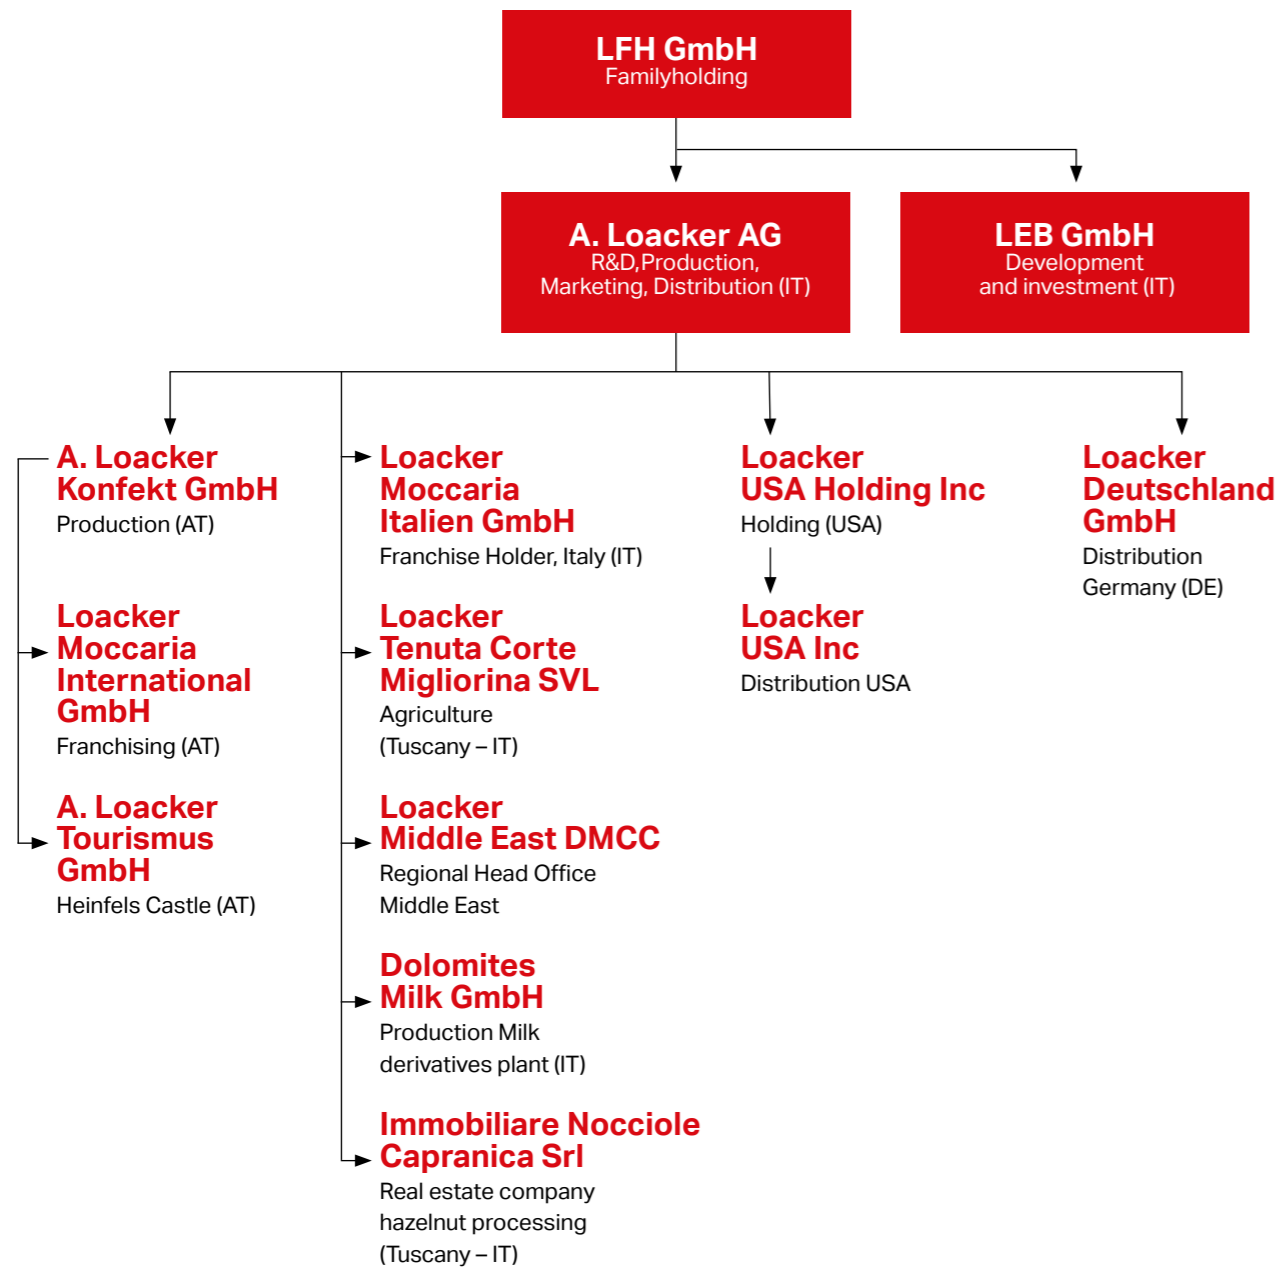 LFH GmbH
Familyholding
A. Loacker AG
R&D,Production,
Marketing, Distribution (IT)
LEB GmbH
Development
and investment (IT)
A. Loacker
Konfekt GmbH
Production (AT)
Loacker
Moccaria
International
GmbH
Franchising (AT)
A. Loacker
Tourismus
GmbH
Heinfels Castle (AT)
Loacker
Moccaria
Italien GmbH
Franchise Holder, Italy (IT)
Loacker
Tenuta Corte
Migliorina SVL
Agriculture
(Tuscany – IT)
Loacker
Middle East DMCC
Regional Head Office
Middle East
Dolomites
Milk GmbH
Production Milk
derivatives plant (IT)
Immobiliare Nocciole
Capranica Srl
Real estate company
hazelnut processing
(Tuscany – IT)
Loacker
USA Holding Inc
Holding (USA)
Loacker
USA Inc
Distribution USA
Loacker
Deutschland
GmbH
Distribution
Germany (DE)